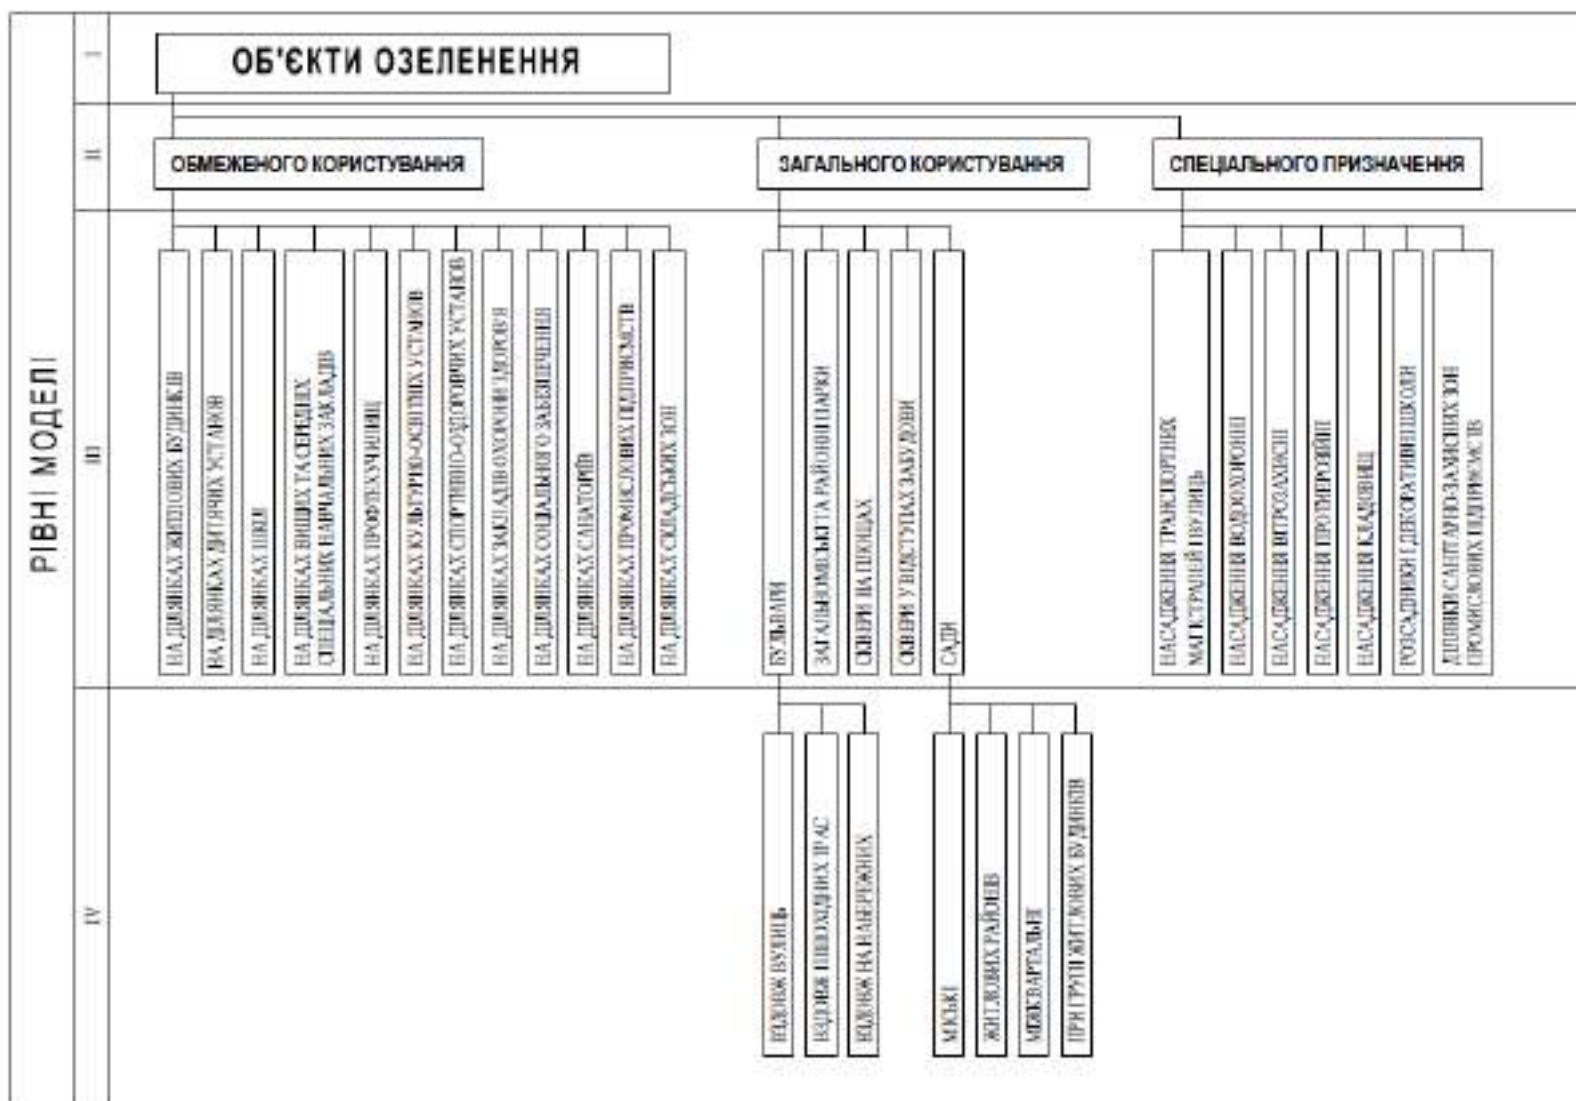 РІВНІ МОДЕЛІ
I
ОБ'ЄКТИ ОЗЕЛЕНЕННЯ
II
ОБМЕЖЕНОГО КОРИСТУВАННЯ
ЗАГАЛЬНОГО КОРИСТУВАННЯ
СПЕЦІАЛЬНОГО ПРИЗНАЧЕННЯ
III
НА ДІЛЯНКАХ ЖИТЛОВИХ БУДИНКІВ
НА ДІЛЯНКАХ ДИТЯЧИХ УСТАНОВ
НА ДІЛЯНКАХ ШКІЛ
НА ДІЛЯНКАХ ВИЩИХ ТА СЕРЕДНІХ
СПЕЦІАЛЬНИХ НАВЧАЛЬНИХ ЗАКЛАДІВ
НА ДІЛЯНКАХ ПРОФТЕХУЧИЛИЩ
НА ДІЛЯНКАХ КУЛЬТУРНО-ОСВІТНІХ УСТАНОВ
НА ДІЛЯНКАХ СПОРТИВНО-ОЗДОРОВЧИХ УСТАНОВ
НА ДІЛЯНКАХ ЗАКЛАДІВ ОХОРОНИ ЗДОРОВ'Я
НА ДІЛЯНКАХ СОЦІАЛЬНОГО ЗАБЕЗПЕЧЕННЯ
НА ДІЛЯНКАХ САНАТОРІЇВ
НА ДІЛЯНКАХ ПРОМИСЛОВИХ ПІДПРИЄМСТВ
НА ДІЛЯНКАХ СКЛАДСЬКИХ ЗОН
БУЛЬВАРИ
ЗАГАЛЬНОМІСЬКІ ТА РАЙОННІ ПАРКИ
СКВЕРИ НА ПЛОЩАХ
СКВЕРИ У ВІДСТУПАХ ЗАБУДОВИ
САДИ
НАСАДЖЕННЯ ТРАНСПОРТНИХ
МАГІСТРАЛЕЙ І ВУЛИЦЬ
НАСАДЖЕННЯ ВОДООХОРОННІ
НАСАДЖЕННЯ ВІТРОЗАХИСНІ
НАСАДЖЕННЯ ПРОТИЕРОЗІЙНІ
НАСАДЖЕННЯ КЛАДОВИЩ
РОЗСАДНИКИ І ДЕКОРАТИВНІ ШКОЛИ
ДІЛЯНКИ САНІТАРНО-ЗАХИСНИХ ЗОН
ПРОМИСЛОВИХ ПІДПРИЄМСТВ
IV
ВЗДОВЖ ВУЛИЦЬ
ВЗДОВЖ ПІШОХІДНИХ ТРАС
ВЗДОВЖ НА НАБЕРЕЖНИХ
МІСЬКІ
ЖИТЛОВИХ РАЙОНІВ
МІЖКВАРТАЛЬНІ
ПРИ ГРУПІ ЖИТЛОВИХ БУДИНКІВ